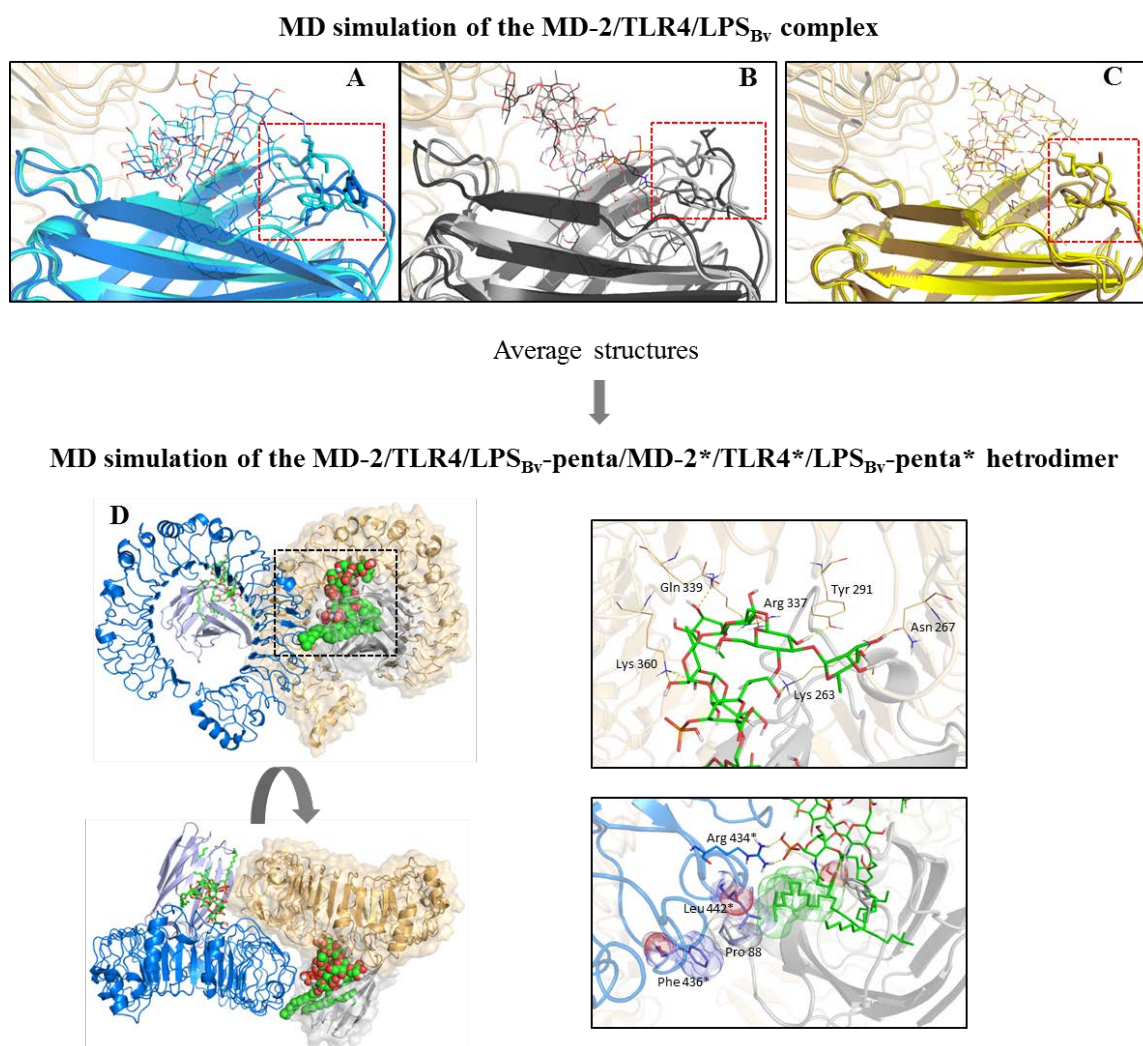 MD simulation of the MD-2/TLR4/LPSBv complex
A
B
C
Average structures
MD simulation of the MD-2/TLR4/LPSBv-penta/MD-2*/TLR4*/LPSBv-penta* hetrodimer
D
Gln 339
Arg 337
Tyr 291
Asn 267
Lys 360
Lys 263
Arg 434*
Leu 442*
Pro 88
Phe 436*